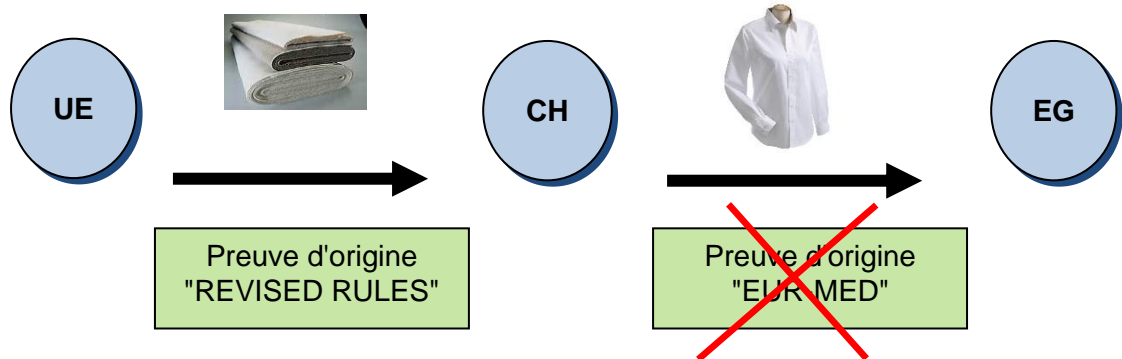 UE
CH
EG
Preuve d'origine
"REVISED RULES"
Preuve d'origine
"EUR-MED"